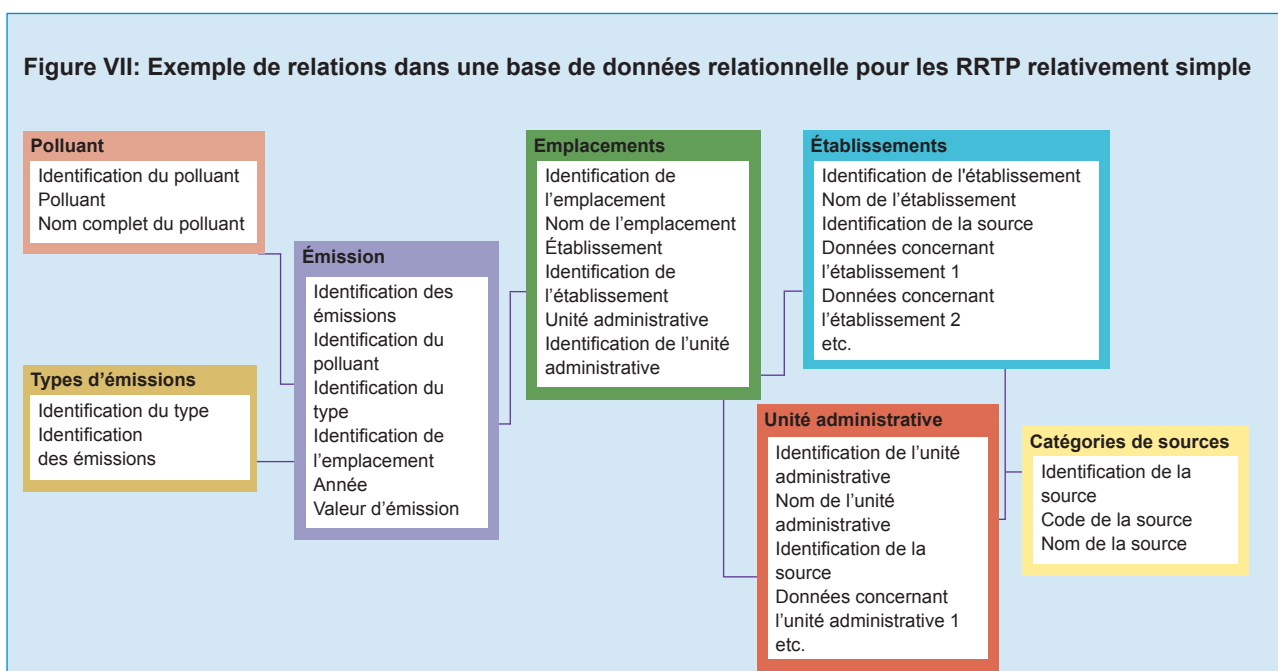 Figure VII: Exemple de relations dans une base de données relationnelle pour les RRTP relativement simple
Polluant
Identification du polluant
Polluant
Nom complet du polluant
Types d’émissions
Identification du type
Identification
des émissions
Émission
Identification des
émissions
Identification du
polluant
Identification du
type
Identification de
l’emplacement
Année
Valeur d’émission
Emplacements
Identification de
l’emplacement
Nom de l’emplacement
Établissement
Identification de
l’établissement
Unité administrative
Identification de l’unité
administrative
Établissements
Identification de l'établissement
Nom de l’établissement
Identification de la source
Données concernant
l’établissement 1
Données concernant
l’établissement 2
etc.
Unité administrative
Identification de l’unité
administrative
Nom de l’unité
administrative
Identification de la
source
Données concernant
l’unité administrative 1
etc.
Catégories de sources
Identification de la
source
Code de la source
Nom de la source